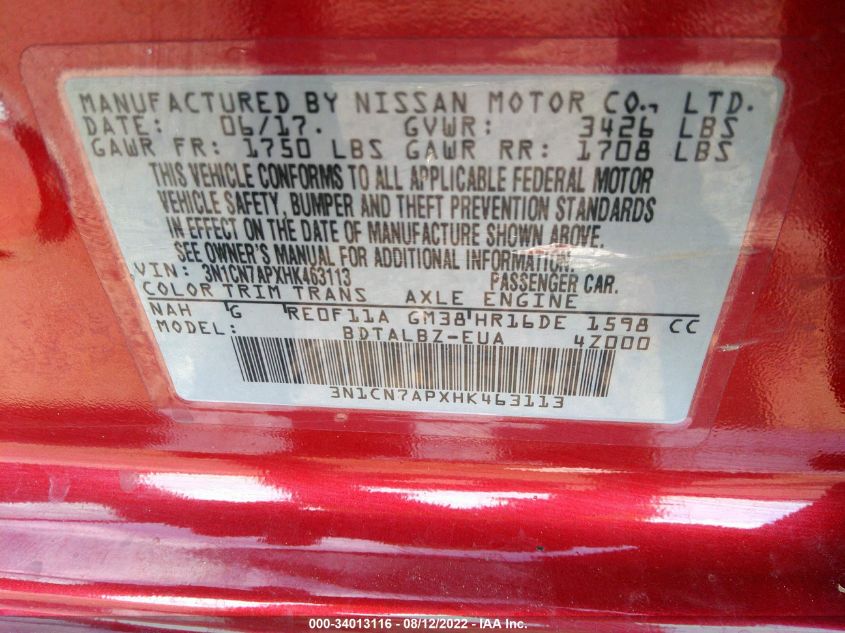 MANUFACTURED BY NISSAN MOTOR CO., LTD.
DATE: 06/17. GVWR: 3426 LBS
GAWR FR: 1750 LBS GAWR RR: 1708 LBS
THIS VEHICLE CONFORMS TO ALL APPLICABLE FEDERAL MOTOR
VEHICLE SAFETY, BUMPER AND THEFT PREVENTION STANDARDS
IN EFFECT ON THE DATE OF MANUFACTURE SHOWN ABOVE.
SEE OWNER'S MANUAL FOR ADDITIONAL INFORMATION.
VIN: 3N1CN7APXHK463113 PASSENGER CAR.
COLOR TRIM TRANS AXLE ENGINE
NAH G RE0F11A GM38 HR16DE 1598 CC
MODEL: BDTALBZ-EUA 4Z000
3N1CN7APXHK463113
000-34013116 - 08/12/2022 - IAA Inc.